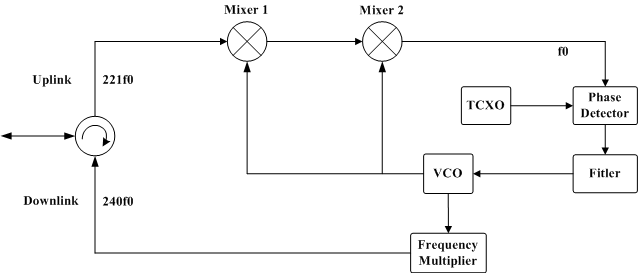 Mixer 1
Mixer 2
f0
Uplink
221f0
TCXO
Phase
Detector
VCO
Fitler
Downlink
240f0
Frequency
Multiplier